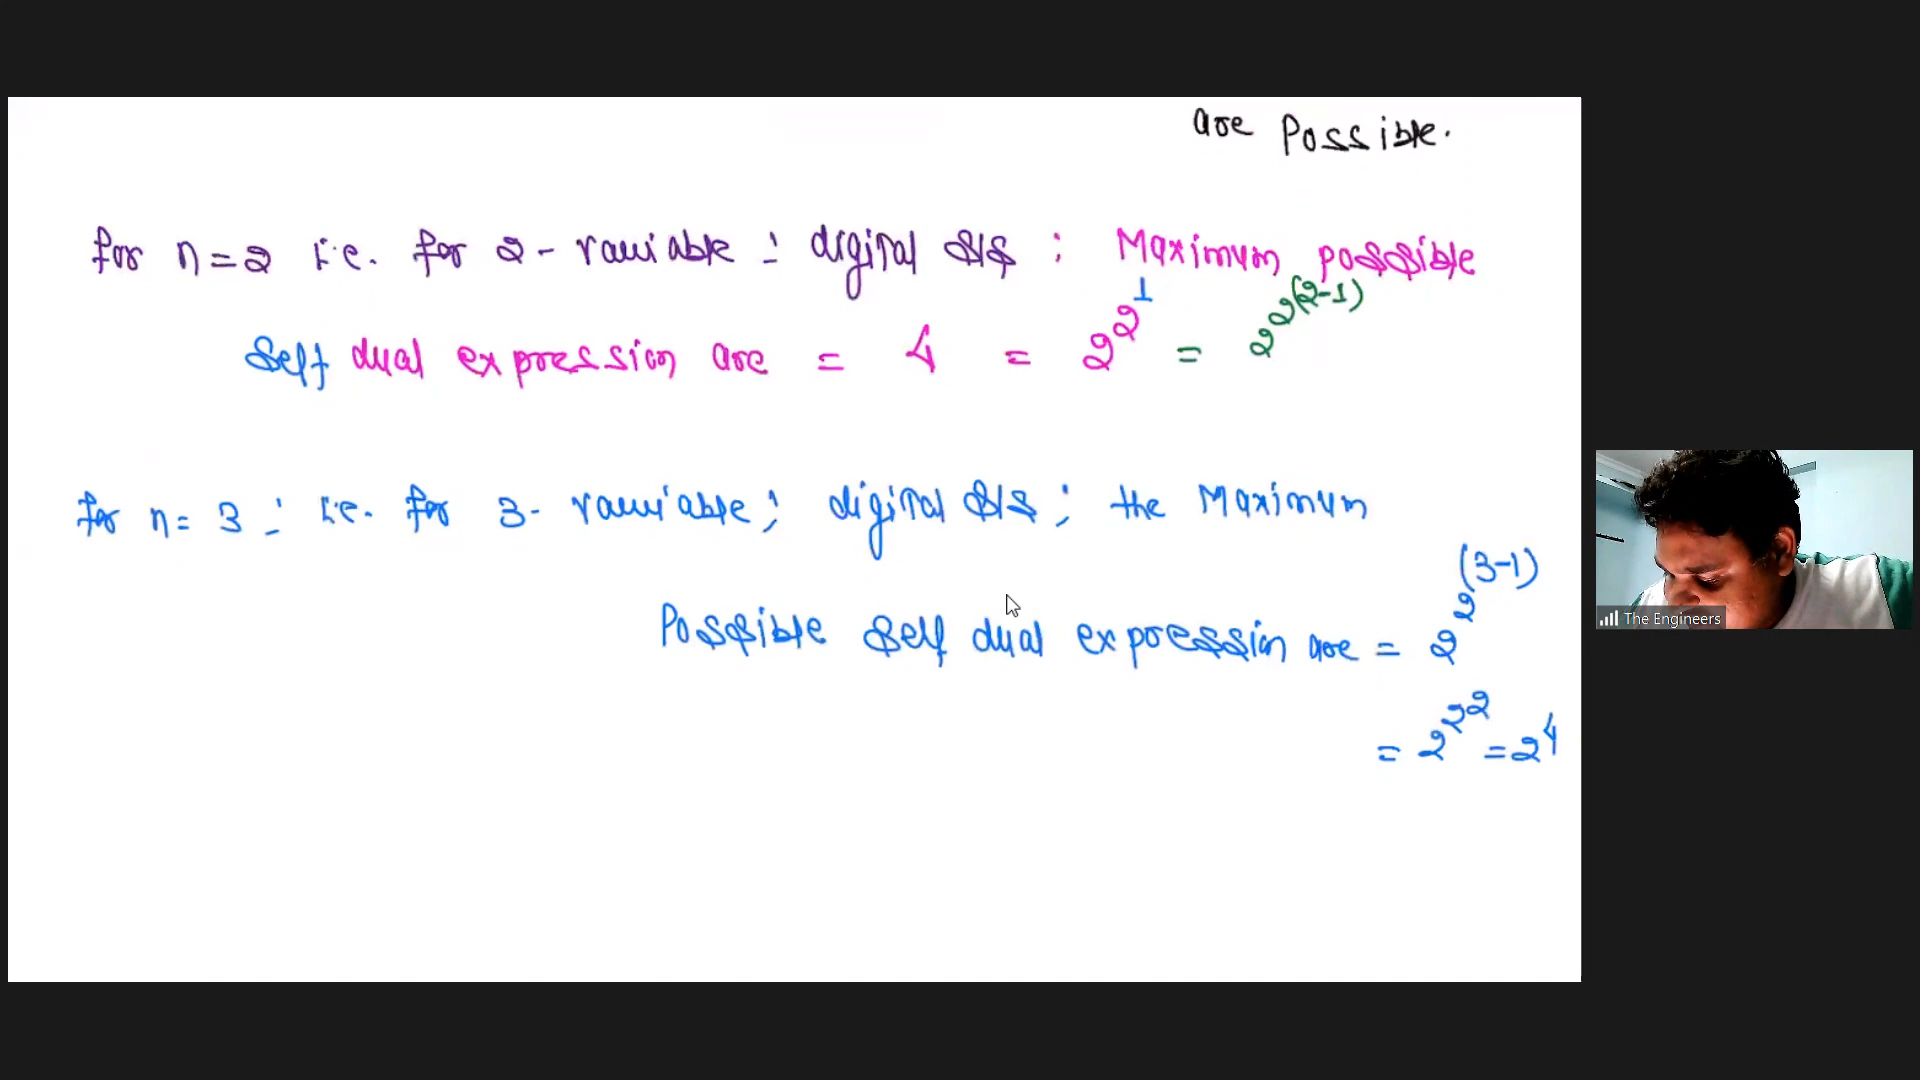 are Possible.
for n=2 i.e. for 2- variable : digital S/S : Maximum possible
Self dual expression are = 4 = 2^2^1 = 2^2^(2-1)
for n= 3 : i.e. for 3- variable; digital S/S; the Maximum
Possible Self dual expression are = 2^2^(3-1)
= 2^2^2 = 2^4
The Engineers